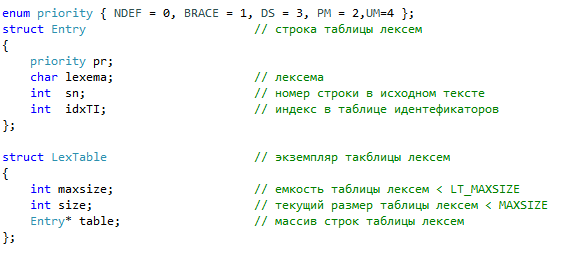 enum priority { NDEF = 0, BRACE = 1, DS = 3, PM = 2,UM=4 };
struct Entry // строка таблицы лексем
{
priority pr;
char lexema; // лексема
int sn; // номер строки в исходном тексте
int idxTI; // индекс в таблице идентефикаторов
};
struct LexTable // экземпляр такблицы лексем
{
int maxsize; // емкость таблицы лексем < LT_MAXSIZE
int size; // текущий размер таблицы лексем < MAXSIZE
Entry* table; // массив строк таблицы лексем
};